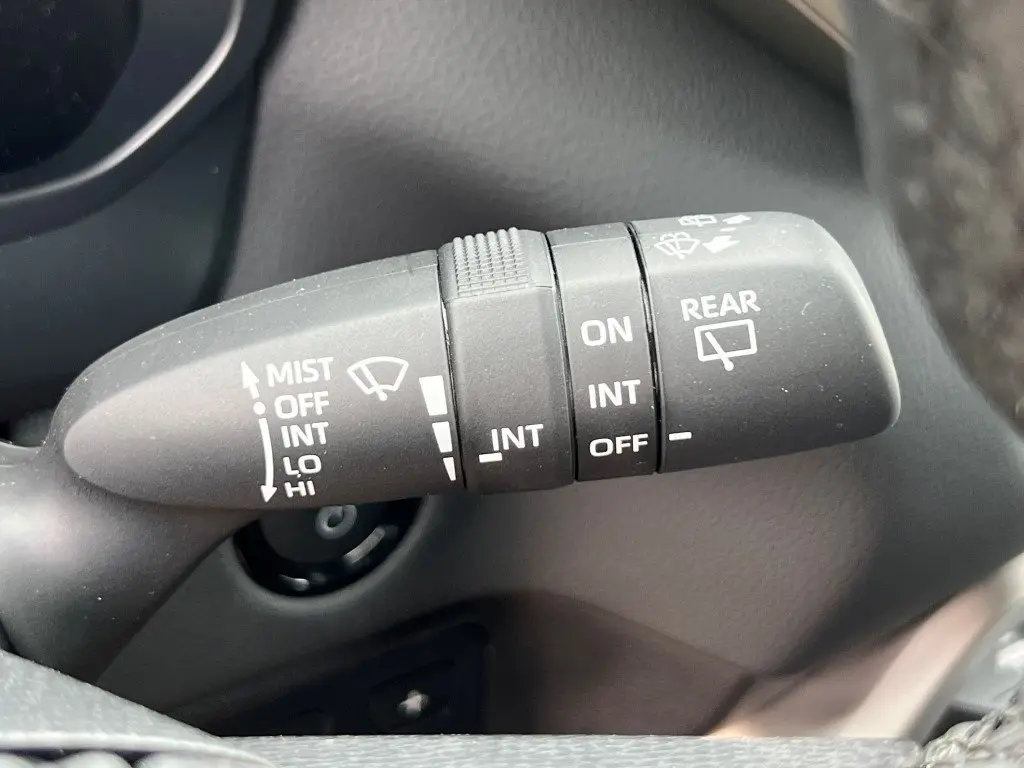 MIST
OFF
INT
LO
HI
INT
ON
INT
OFF
REAR